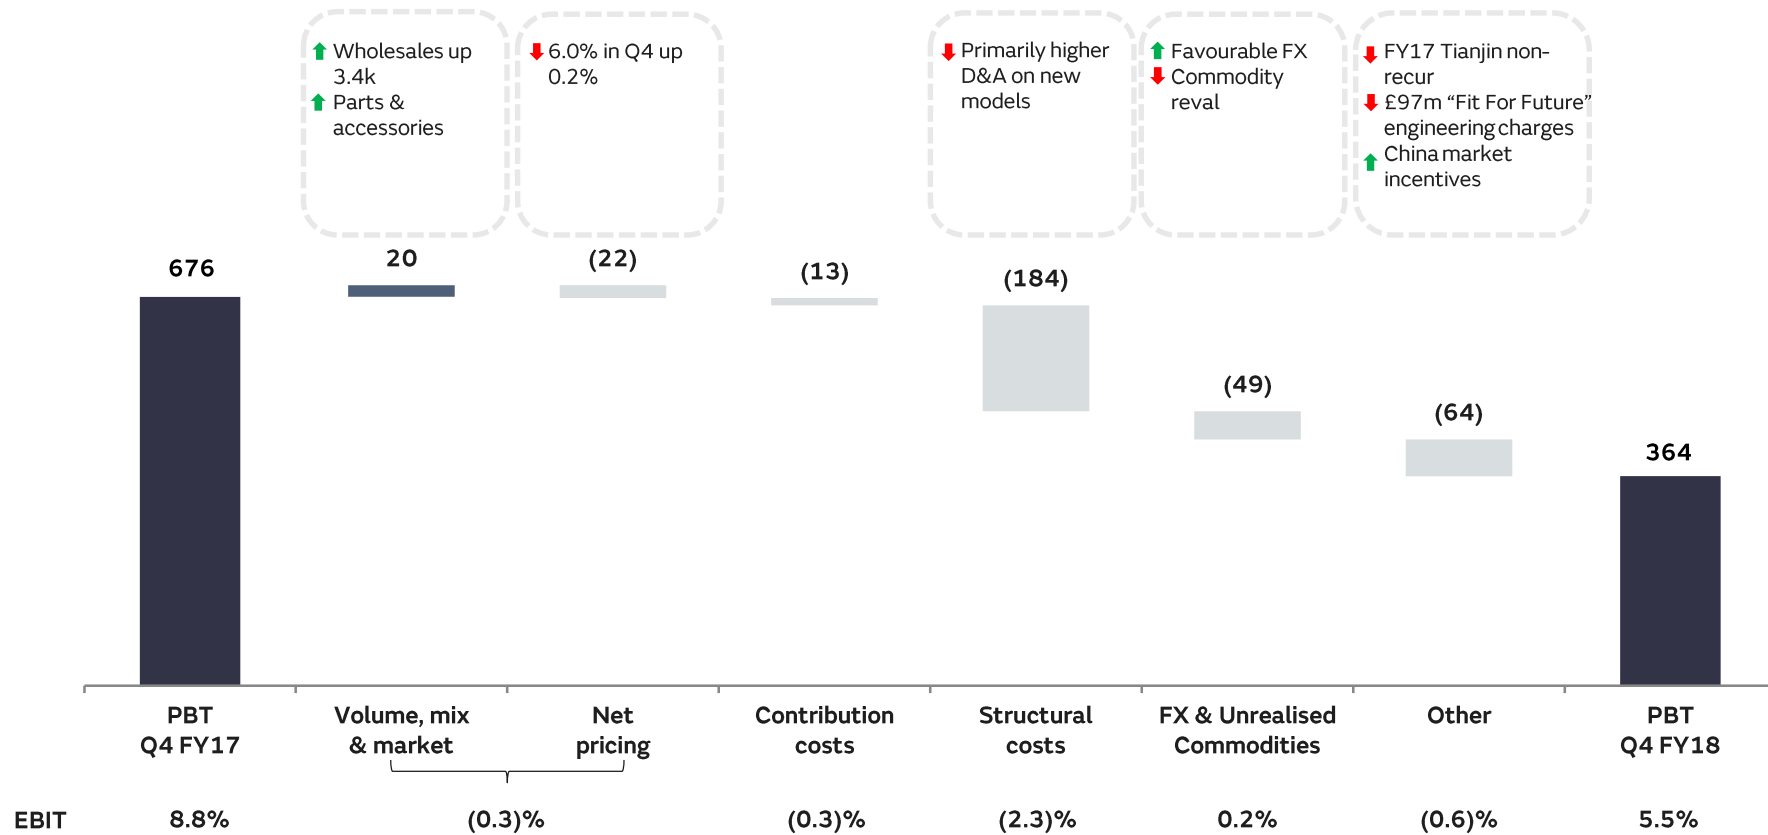 Wholesales up
3.4k
Parts &
accessories
6.0% in Q4 up
0.2%
Primarily higher
D&A on new
models
Favourable FX
Commodity
reval
FY17 Tianjin non-
recur
£97m “Fit For Future”
engineering charges
China market
incentives
676
20
(22)
(13)
(184)
(49)
(64)
364
PBT
Q4 FY17
Volume, mix
& market
Net
pricing
Contribution
costs
Structural
costs
FX & Unrealised
Commodities
Other
PBT
Q4 FY18
EBIT 8.8% (0.3)% (0.3)% (2.3)% 0.2% (0.6)% 5.5%